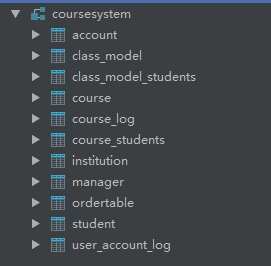 coursesystem
account
class_model
class_model_students
course
course_log
course_students
institution
manager
ordertable
student
user_account_log